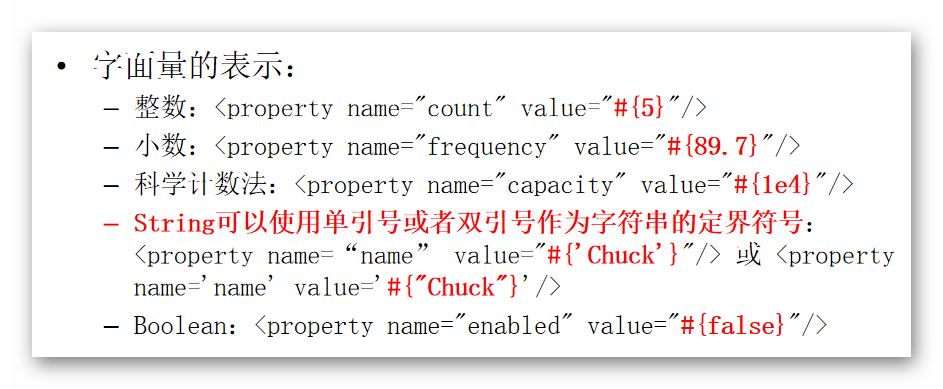 • 字面量的表示：
– 整数：<property name="count" value="#{5}"/>
– 小数：<property name="frequency" value="#{89.7}"/>
– 科学计数法：<property name="capacity" value="#{1e4}"/>
– String可以使用单引号或者双引号作为字符串的定界符号：
<property name=“name” value="#{'Chuck'}"/> 或 <property
name='name' value='#{"Chuck"}'/>
– Boolean：<property name="enabled" value="#{false}"/>